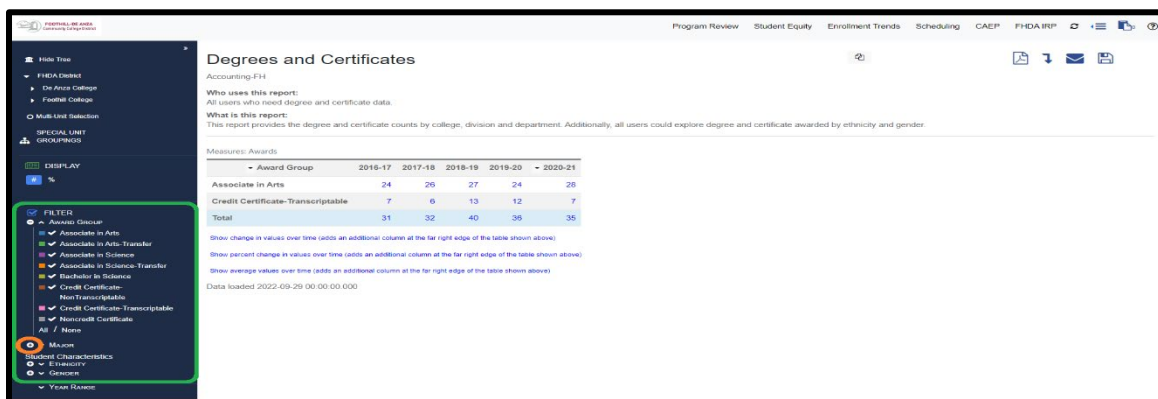 FOOTHILL-DE ANZA
Community College District
Program Review Student Equity Enrollment Trends Scheduling CAEP FHDA IRP
Hide Tree
FHDA District
De Anza College
Foothill College
Multi-Unit Selection
SPECIAL UNIT
GROUPINGS
DISPLAY
# %
FILTER
AWARD GROUP
Associate in Arts
Associate in Arts-Transfer
Associate in Science
Associate in Science-Transfer
Bachelor in Science
Credit Certificate-
NonTranscriptable
Credit Certificate-Transcriptable
Noncredit Certificate
All / None
MAJOR
Student Characteristics
ETHNICITY
GENDER
YEAR RANGE
Degrees and Certificates
Accounting-FH
Who uses this report:
All users who need degree and certificate data.
What is this report:
This report provides the degree and certificate counts by college, division and department. Additionally, all users could explore degree and certificate awarded by ethnicity and gender.
Measures: Awards
Award Group 2016-17 2017-18 2018-19 2019-20 2020-21
Associate in Arts 24 26 27 24 28
Credit Certificate-Transcriptable 7 6 13 12 7
Total 31 32 40 36 35
Show change in values over time (adds an additional column at the far right edge of the table shown above)
Show percent change in values over time (adds an additional column at the far right edge of the table shown above)
Show average values over time (adds an additional column at the far right edge of the table shown above)
Data loaded 2022-09-29 00:00:00.000